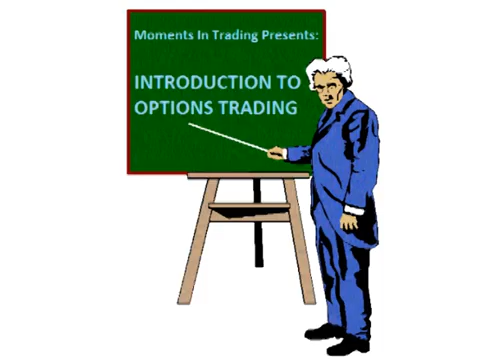 Moments In Trading Presents:
INTRODUCTION TO
OPTIONS TRADING